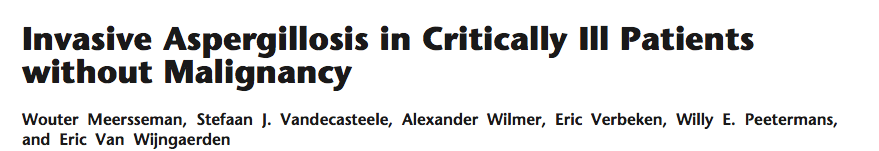 Invasive Aspergillosis in Critically Ill Patients
without Malignancy
Wouter Meersseman, Stefaan J. Vandecasteele, Alexander Wilmer, Eric Verbeken, Willy E. Peetermans,
and Eric Van Wijngaerden